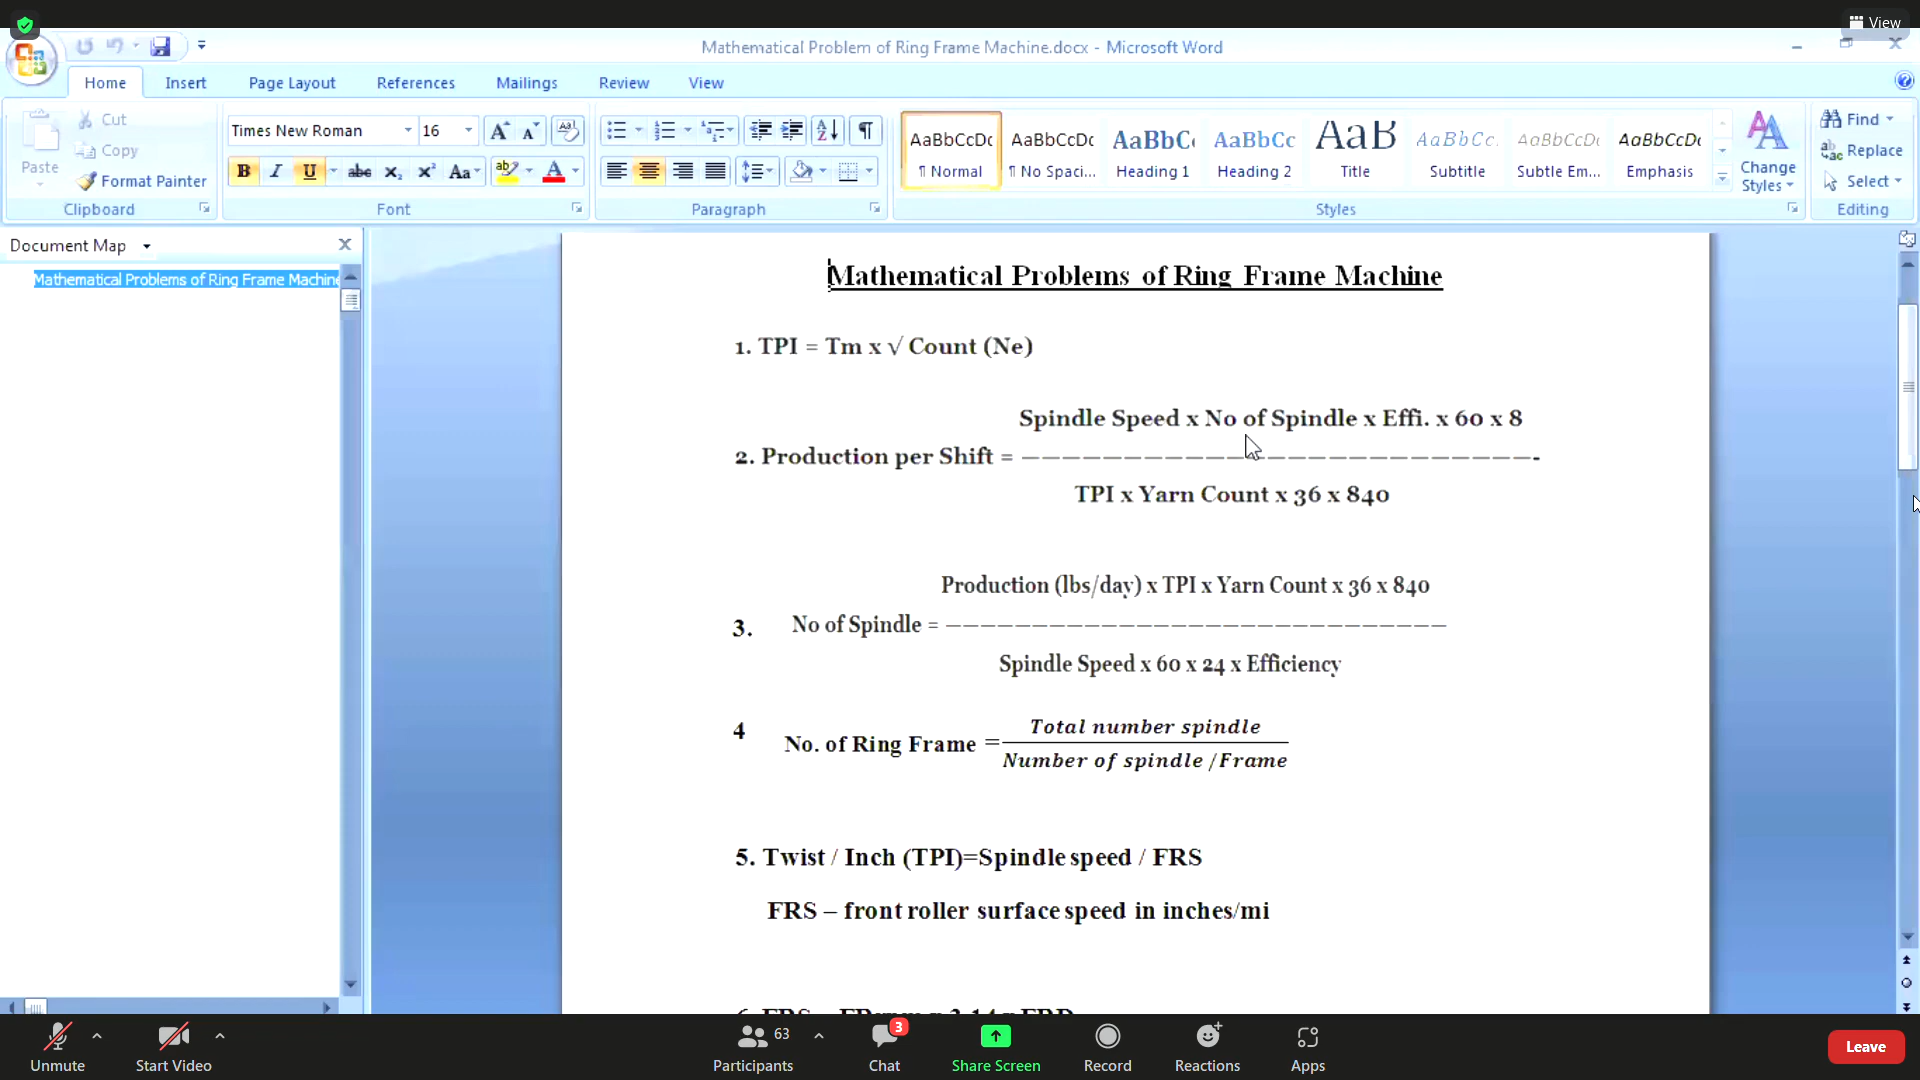 View
Mathematical Problem of Ring Frame Machine.docx - Microsoft Word
Home Insert Page Layout References Mailings Review View
Paste Cut Copy Format Painter
Clipboard
Times New Roman 16
B I U abc x₂ x² Aa ab A
Font
Paragraph
AaBbCcDc AaBbCcDc AaBbC AaBbCc AaB AaBbCc. AaBbCcDc AaBbCcDc
¶ Normal ¶ No Spaci... Heading 1 Heading 2 Title Subtitle Subtle Em... Emphasis
Change Styles
Styles
Find
Replace
Select
Editing
Document Map
Mathematical Problems of Ring Frame Machine
Mathematical Problems of Ring Frame Machine
1. TPI = Tm x √ Count (Ne)
Spindle Speed x No of Spindle x Effi. x 60 x 8
2. Production per Shift = —————————————————————————-
TPI x Yarn Count x 36 x 840
Production (lbs/day) x TPI x Yarn Count x 36 x 840
3. No of Spindle = —————————————————————————————
Spindle Speed x 60 x 24 x Efficiency
4 No. of Ring Frame = Total number spindle
Number of spindle /Frame
5. Twist / Inch (TPI)=Spindle speed / FRS
FRS – front roller surface speed in inches/mi
Unmute Start Video
63
Participants
3
Chat
Share Screen
Record
Reactions
Apps
Leave